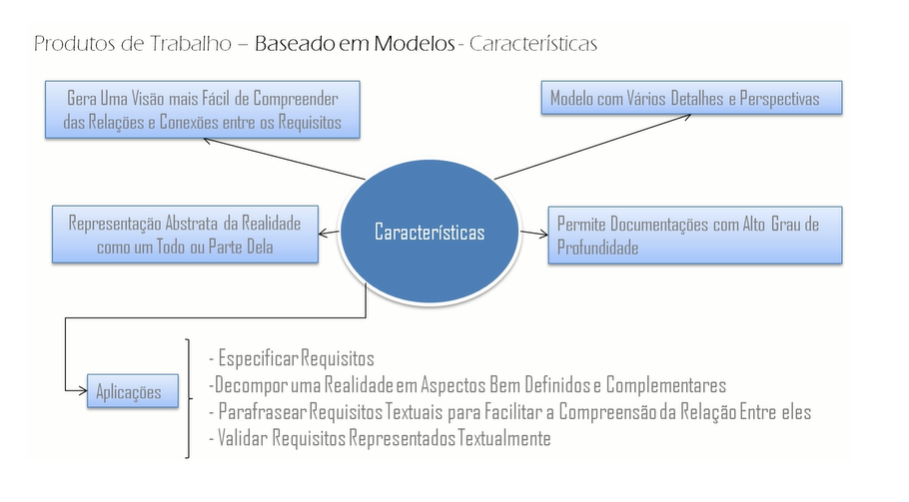 Produtos de Trabalho – Baseado em Modelos - Características
Gera Uma Visão mais Fácil de Compreender
das Relações e Conexões entre os Requisitos
Modelo com Vários Detalhes e Perspectivas
Representação Abstrata da Realidade
como um Todo ou Parte Dela
Características
Permite Documentações com Alto Grau de
Profundidade
Aplicações
- Especificar Requisitos
-Decompor uma Realidade em Aspectos Bem Definidos e Complementares
- Parafrasear Requisitos Textuais para Facilitar a Compreensão da Relação Entre eles
- Validar Requisitos Representados Textualmente